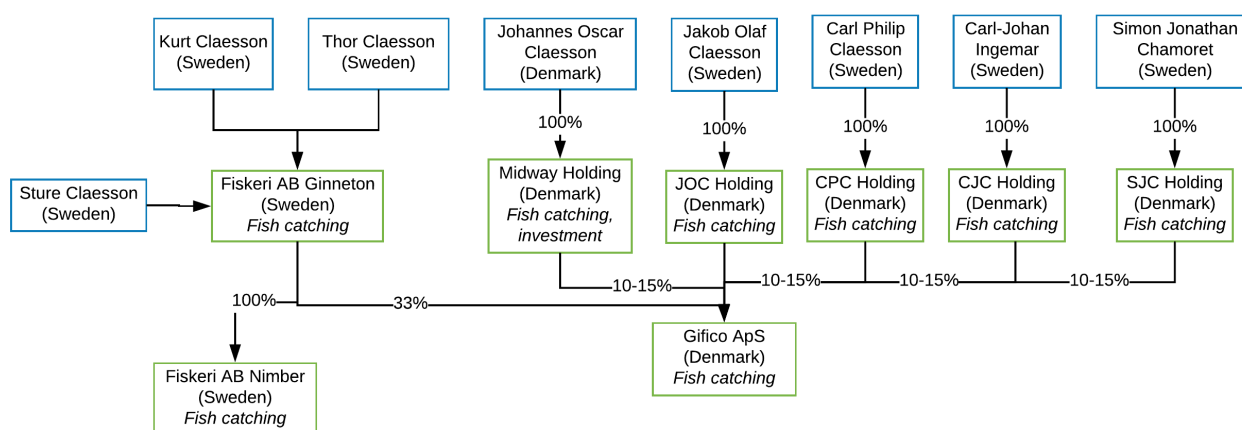 Kurt Claesson
(Sweden)
Thor Claesson
(Sweden)
Johannes Oscar
Claesson
(Denmark)
Jakob Olaf
Claesson
(Sweden)
Carl Philip
Claesson
(Sweden)
Carl-Johan
Ingemar
(Sweden)
Simon Jonathan
Chamoret
(Sweden)
100%
100%
100%
100%
100%
Sture Claesson
(Sweden)
Fiskeri AB Ginneton
(Sweden)
Fish catching
Midway Holding
(Denmark)
Fish catching,
investment
JOC Holding
(Denmark)
Fish catching
CPC Holding
(Denmark)
Fish catching
CJC Holding
(Denmark)
Fish catching
SJC Holding
(Denmark)
Fish catching
10-15%
10-15%
10-15%
10-15%
100%
33%
Gifico ApS
(Denmark)
Fish catching
Fiskeri AB Nimber
(Sweden)
Fish catching